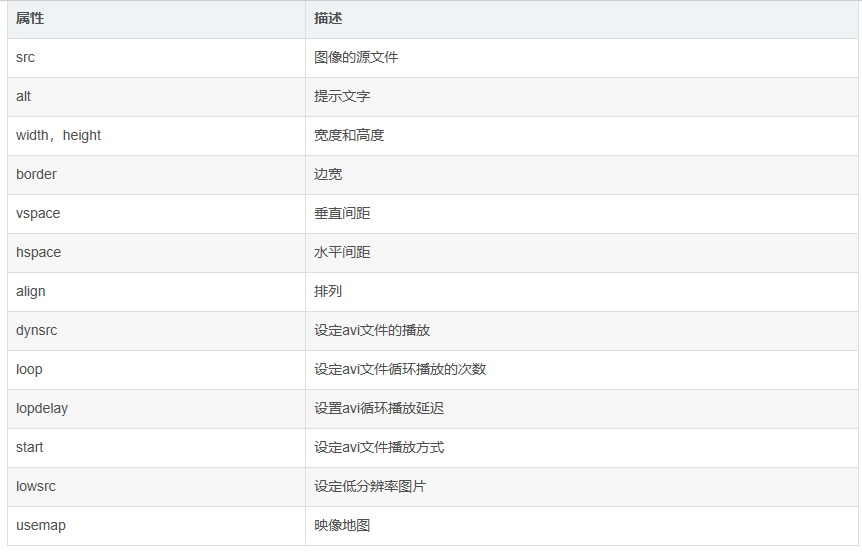 属性 描述
src 图像的源文件
alt 提示文字
width，height 宽度和高度
border 边宽
vspace 垂直间距
hspace 水平间距
align 排列
dynsrc 设定avi文件的播放
loop 设定avi文件循环播放的次数
lopdelay 设置avi循环播放延迟
start 设定avi文件播放方式
lowsrc 设定低分辨率图片
usemap 映像地图